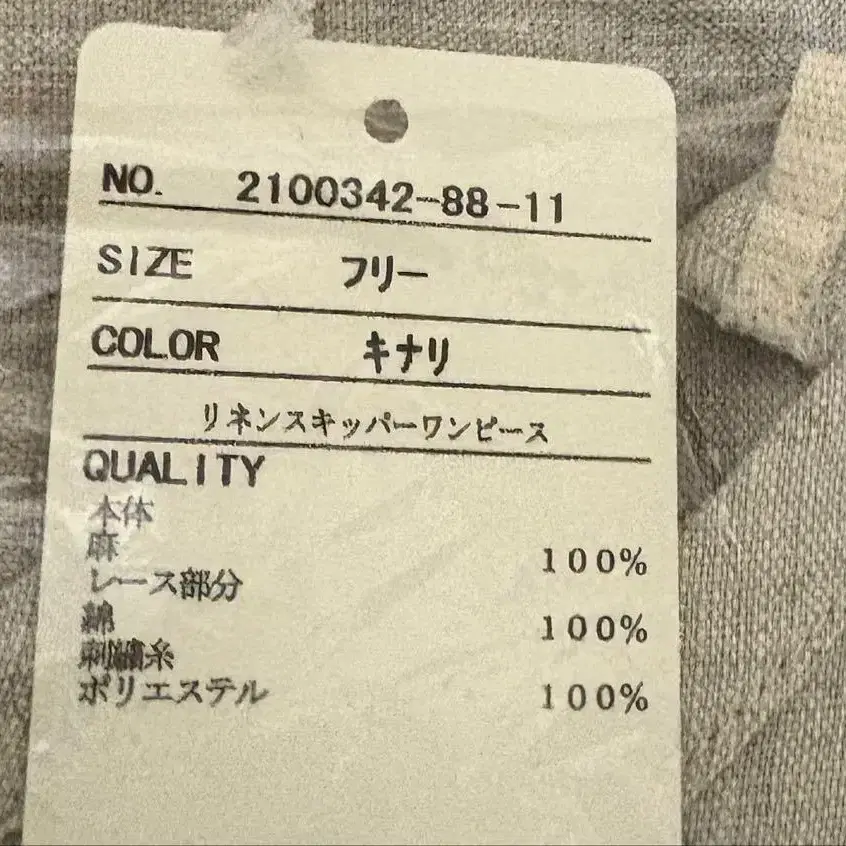 NO. 2100342-88-11
SIZE フリー
COLOR キナリ
リネンスキッパーワンピース
QUALITY
本体
麻 100%
レース部分
綿 100%
刺繍糸
ポリエステル 100%